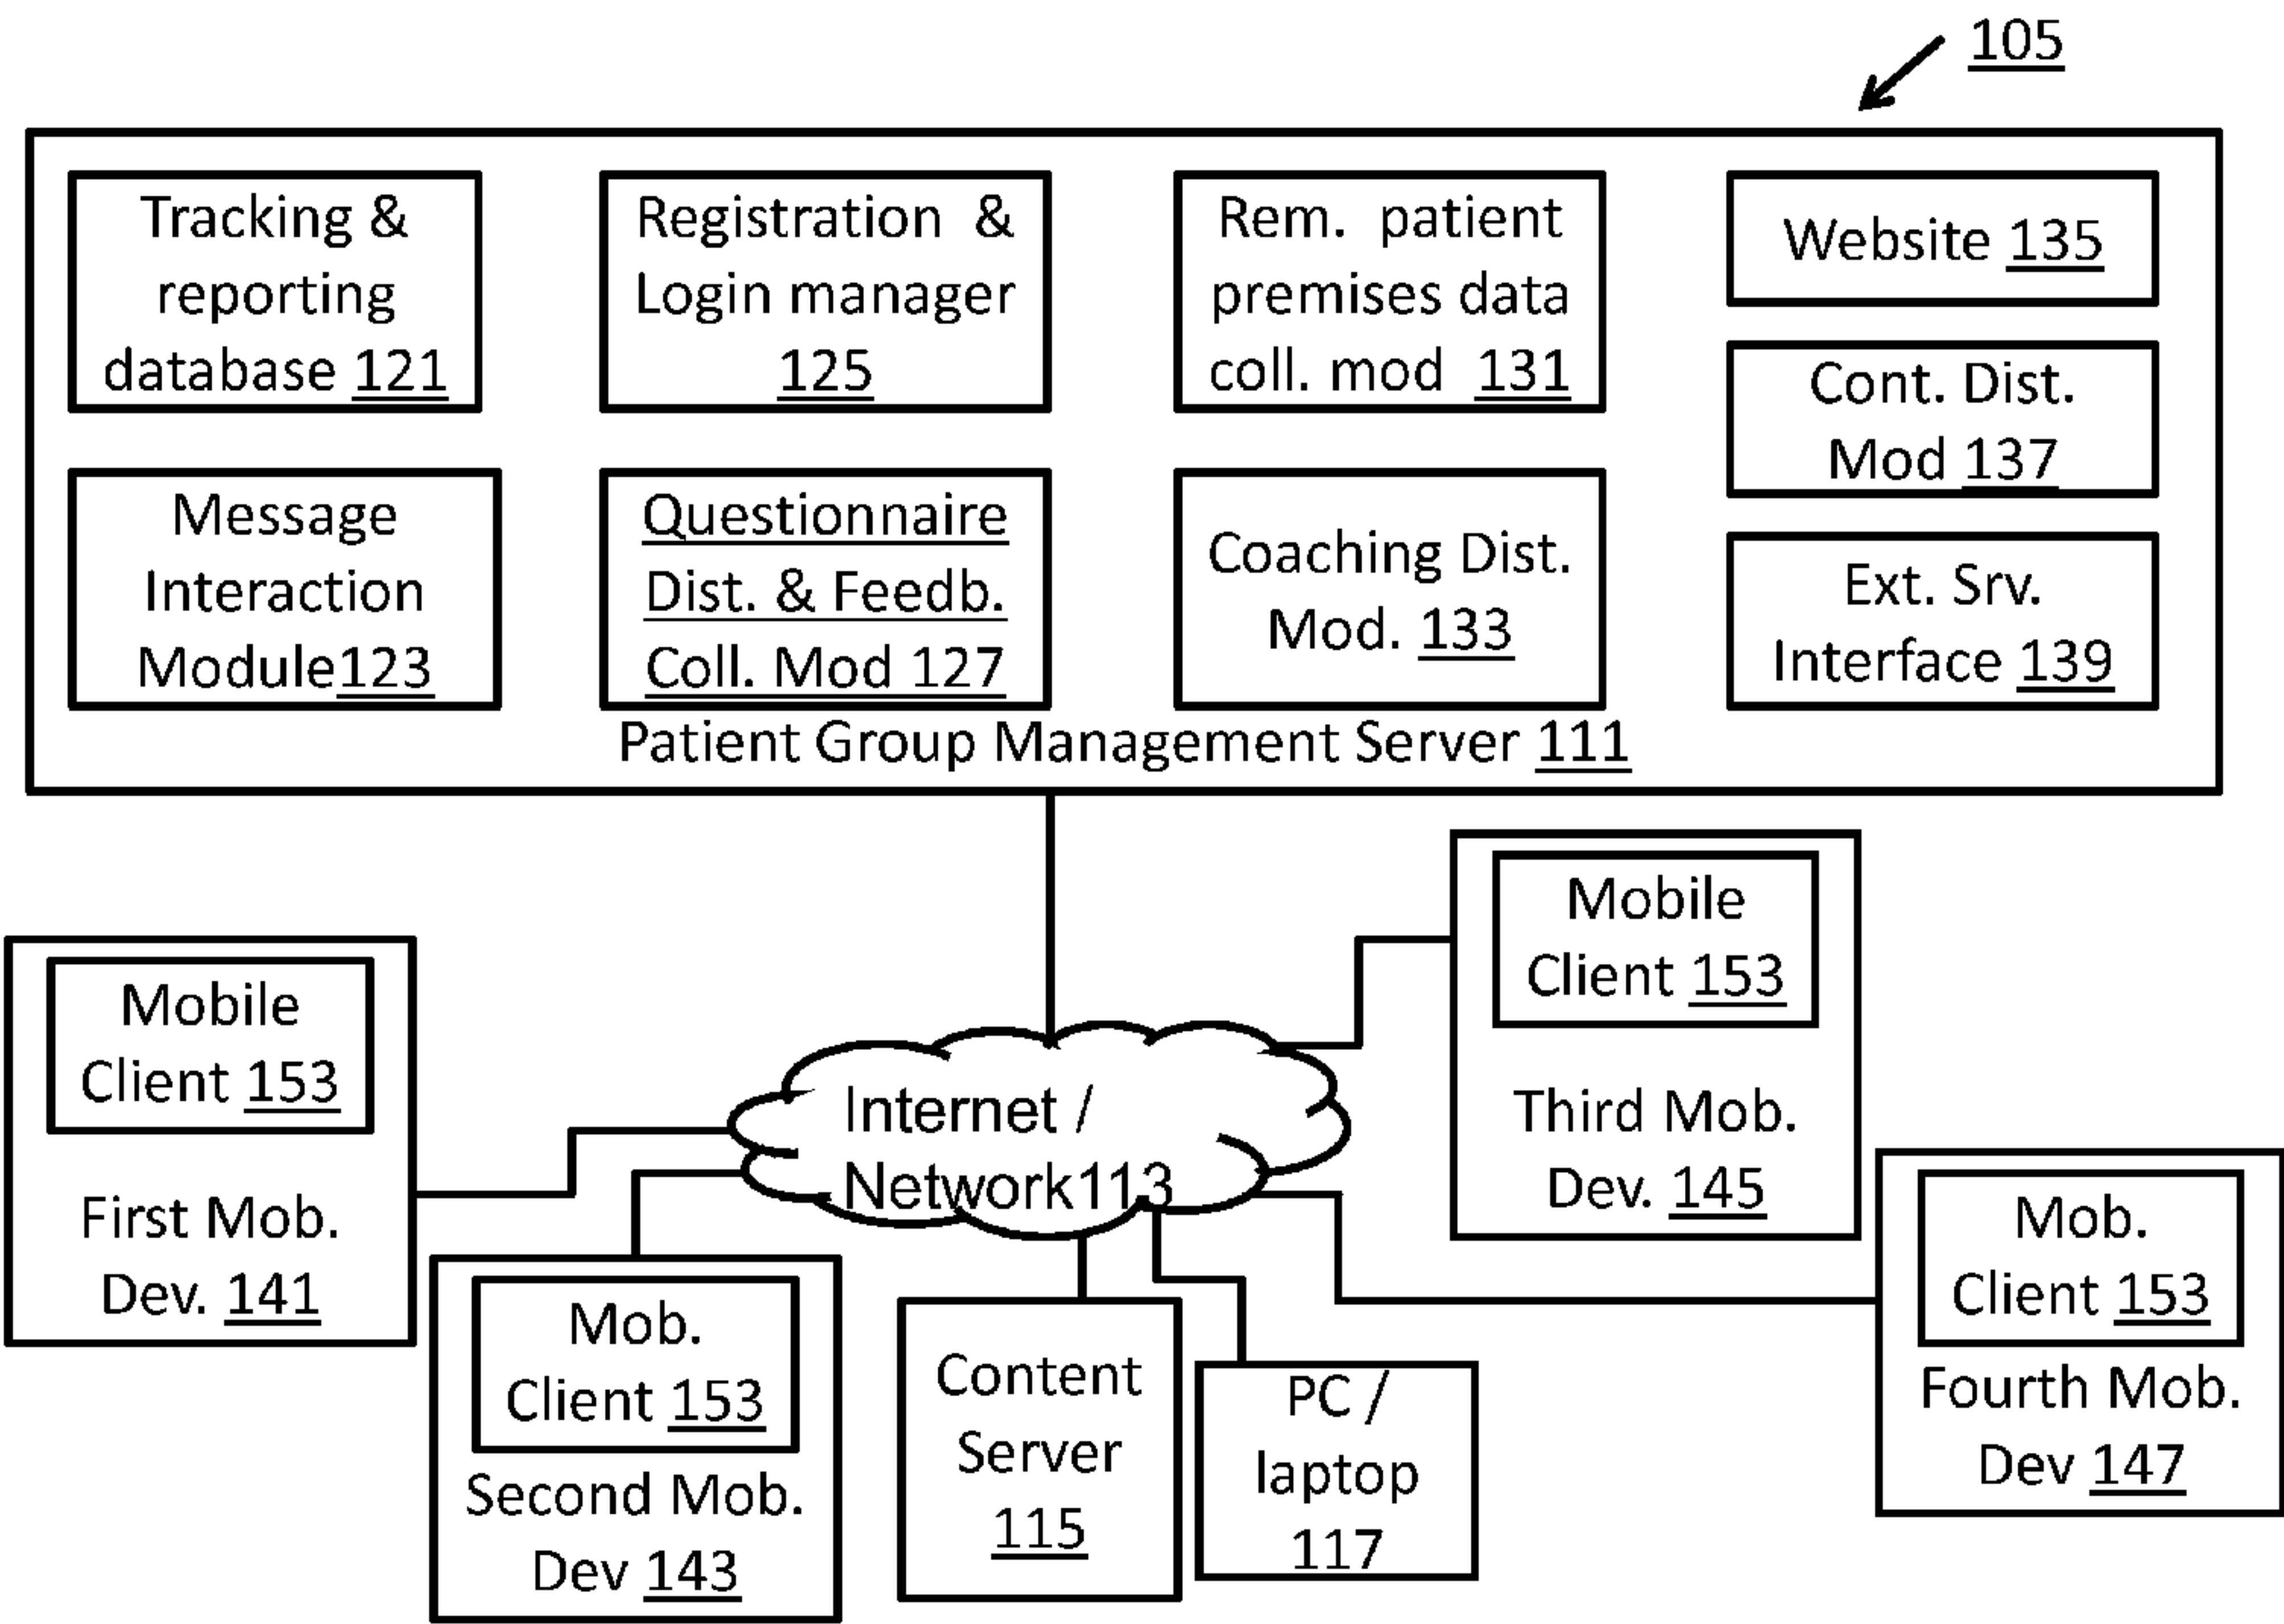 105
Tracking &
reporting
database 121
Registration &
Login manager
125
Rem. patient
premises data
coll. mod 131
Website 135
Cont. Dist.
Mod 137
Message
Interaction
Module123
Questionnaire
Dist. & Feedb.
Coll. Mod 127
Coaching Dist.
Mod. 133
Ext. Srv.
Interface 139
Patient Group Management Server 111
Mobile
Client 153
First Mob.
Dev. 141
Mob.
Client 153
Second Mob.
Dev 143
Internet /
Network113
Content
Server
115
PC /
laptop
117
Mobile
Client 153
Third Mob.
Dev. 145
Mob.
Client 153
Fourth Mob.
Dev 147